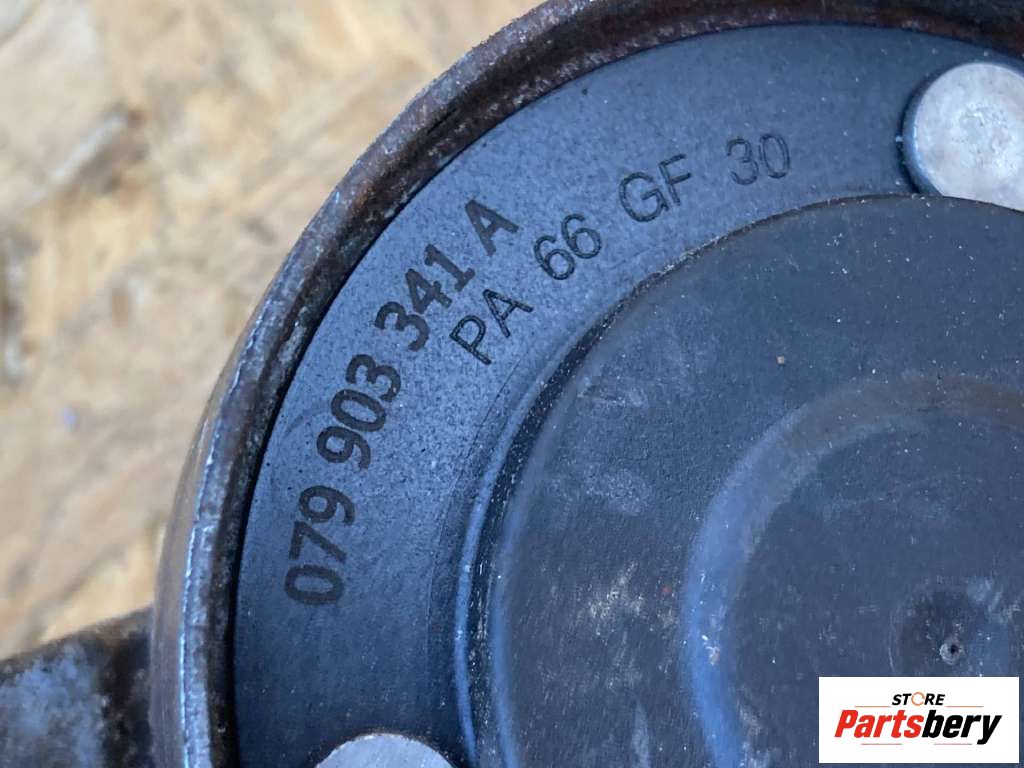 079 903 341 A
PA 66 GF 30
STORE
Partsbery